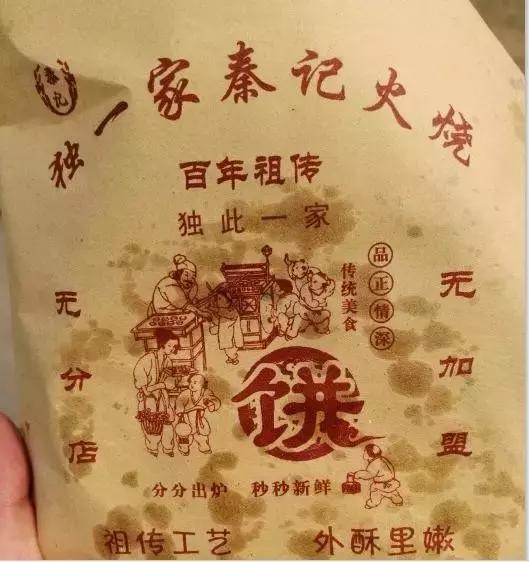 秦记
独一家秦记火烧
百年祖传
独此一家
传统美食
品正情深
无分店
无加盟
饼
分分出炉 秒秒新鲜
祖传工艺 外酥里嫩